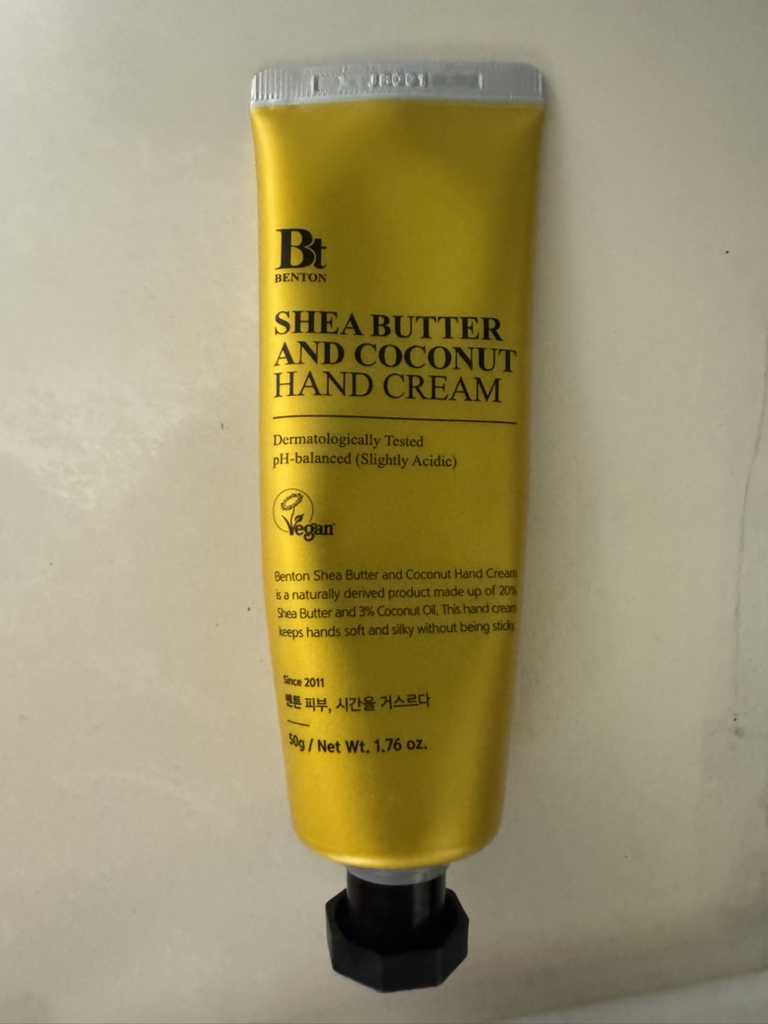 Bt
BENTON
SHEA BUTTER
AND COCONUT
HAND CREAM
Dermatologically Tested
pH-balanced (Slightly Acidic)
Vegan
Benton Shea Butter and Coconut Hand Cream
is a naturally derived product made up of 20%
Shea Butter and 3% Coconut Oil. This hand cream
keeps hands soft and silky without being sticky.
Since 2011
벤튼 피부, 시간을 거스르다
50g / Net Wt. 1.76 oz.